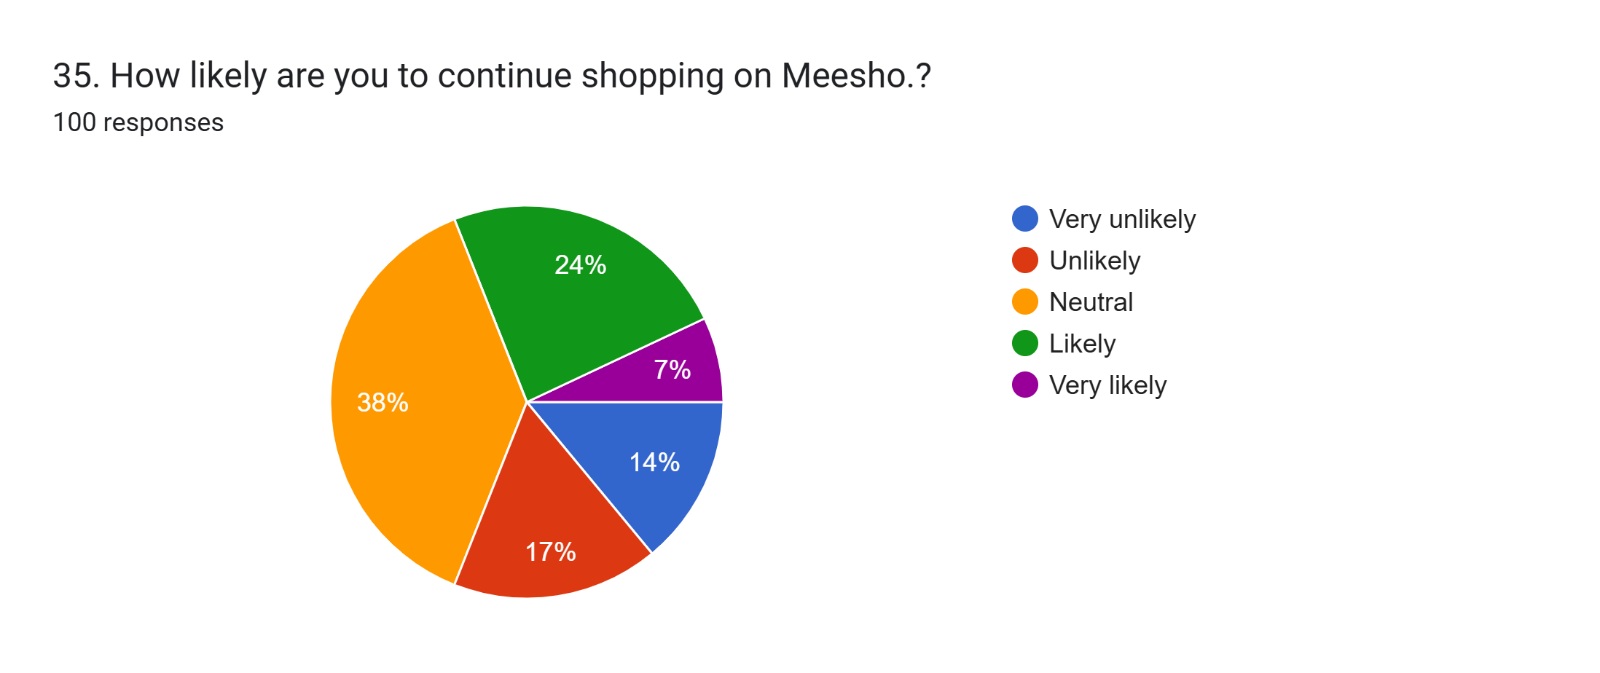 35. How likely are you to continue shopping on Meesho.?
100 responses
24%
7%
38%
14%
17%
Very unlikely
Unlikely
Neutral
Likely
Very likely